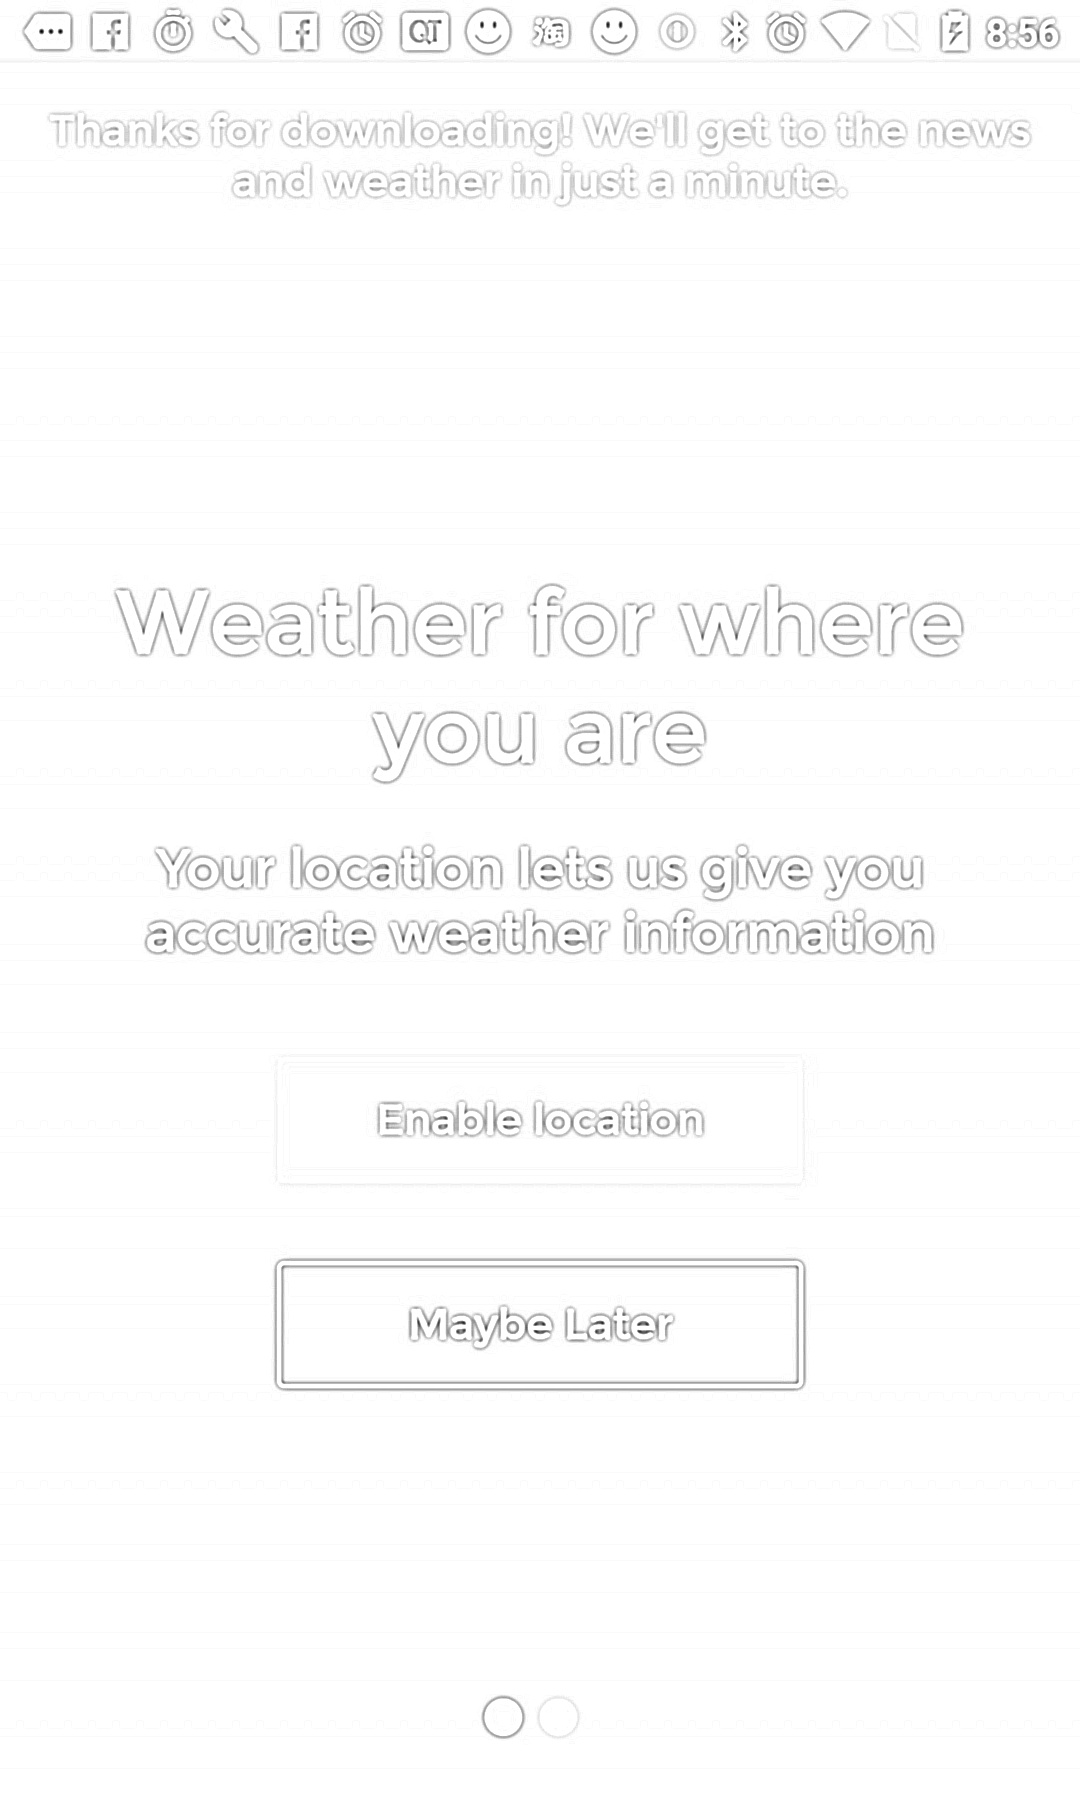 QT 淘 8:56
Thanks for downloading! We'll get to the news
and weather in just a minute.
Weather for where
you are
Your location lets us give you
accurate weather information
Enable location
Maybe Later